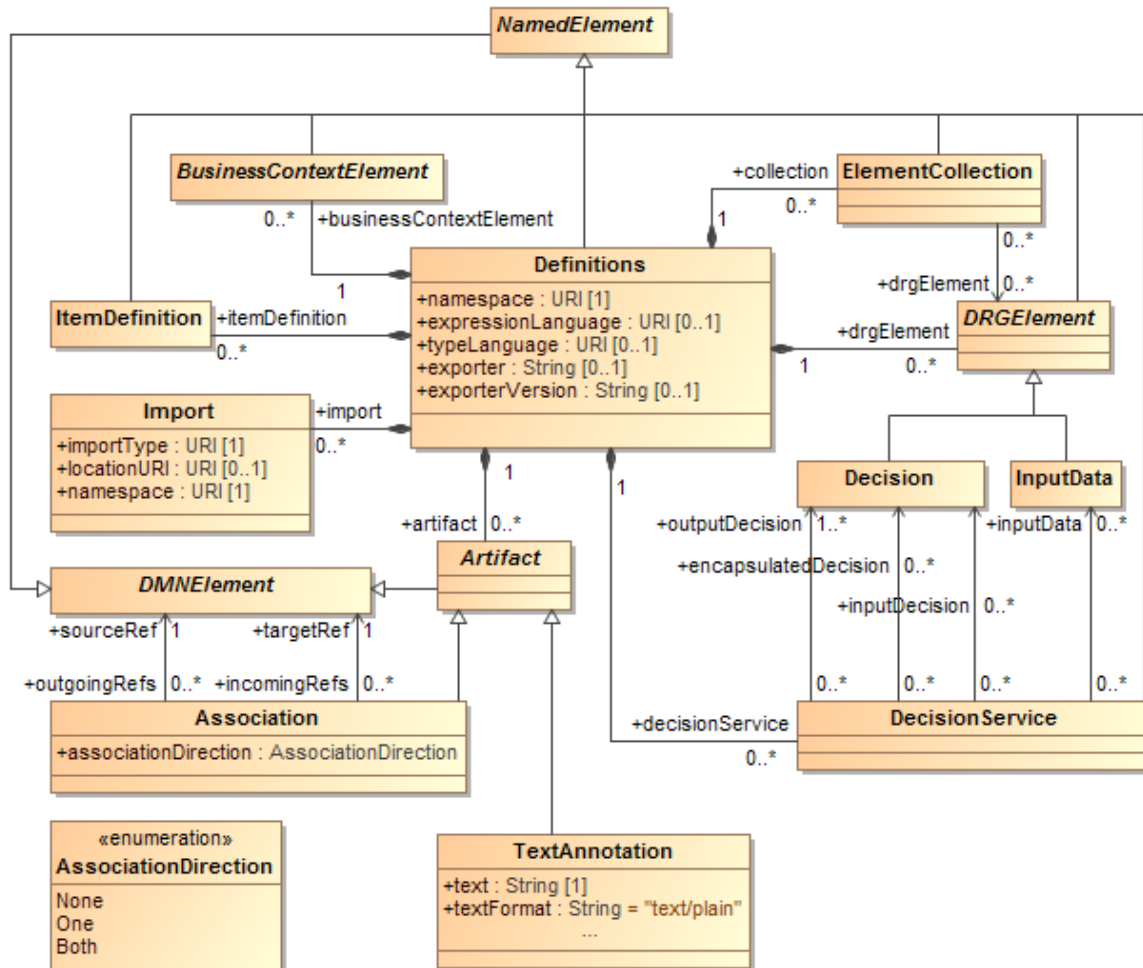 NamedElement
BusinessContextElement
0..* +businessContextElement
1
+collection
0..*
1
ElementCollection
0..*
+drgElement 0..*
Definitions
+namespace : URI [1]
+expressionLanguage : URI [0..1]
+typeLanguage : URI [0..1]
+exporter : String [0..1]
+exporterVersion : String [0..1]
ItemDefinition
+itemDefinition
0..*
+drgElement
1
0..*
DRGElement
Import
+importType : URI [1]
+locationURI : URI [0..1]
+namespace : URI [1]
+import
0..*
1
1
+artifact 0..*
Decision
InputData
+outputDecision 1..*
+inputData 0..*
+encapsulatedDecision 0..*
+inputDecision 0..*
DMNElement
Artifact
+sourceRef 1
+targetRef 1
+outgoingRefs 0..*
+incomingRefs 0..*
0..*
0..*
0..*
0..*
Association
+associationDirection : AssociationDirection
+decisionService
0..*
DecisionService
«enumeration»
AssociationDirection
None
One
Both
TextAnnotation
+text : String [1]
+textFormat : String = "text/plain"
...